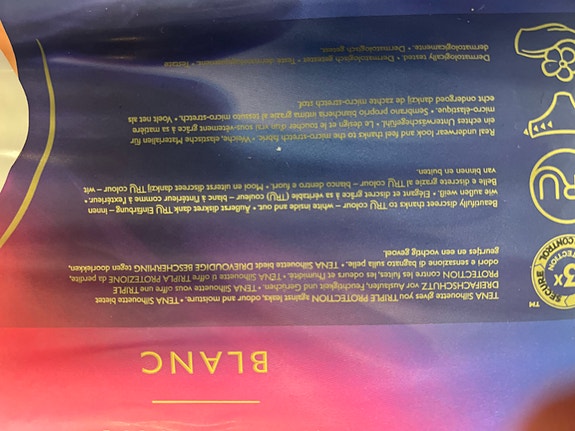 BLANC
TM
SECURE
3x
CONTROL
TENA Silhouette gives you TRIPLE PROTECTION against leaks, odour and moisture. • TENA Silhouette bietet
DREIFACHSCHUTZ vor Auslaufen, Feuchtigkeit und Gerüchen • TENA Silhouette vous offre une TRIPLE
PROTECTION contre les fuites, les odeurs et l'humidité. • TENA Silhouette ti offre TRIPLA PROTEZIONE da perdite,
odori e sensazione di bagnato sulla pelle. • TENA Silhouette biedt DRIEVOUDIGE BESCHERMING tegen doorlekken,
geurtjes en een vochtig gevoel.
RU
Beautifully discreet thanks to TRU colour – white inside and out. • Äußerst diskret dank TRU Einfärbung – innen
wie außen weiß. • Élégant et discret grâce à sa véritable (TRU) couleur – blanc à l'intérieur comme à l'extérieur. •
Belle e discrete grazie al TRU colour – bianco dentro e fuori. • Mooi en uiterst discreet dankzij TRU colour – wit
van binnen en buiten.
Real underwear look and feel thanks to the micro-stretch fabric. • Weiche, elastische Materialien für
ein echtes Unterwäschegefühl. • Le design et le toucher d'un vrai sous-vêtement grâce à sa matière
micro-élastique. • Sembrano proprio biancheria intima grazie al tessuto micro-stretch. • Voelt net als
echt ondergoed dankzij de zachte micro-stretch stof.
Dermatologically tested. • Dermatologisch getestet. • Testé dermatologiquement. • Testate
dermatologicamente. • Dermatologisch getest.